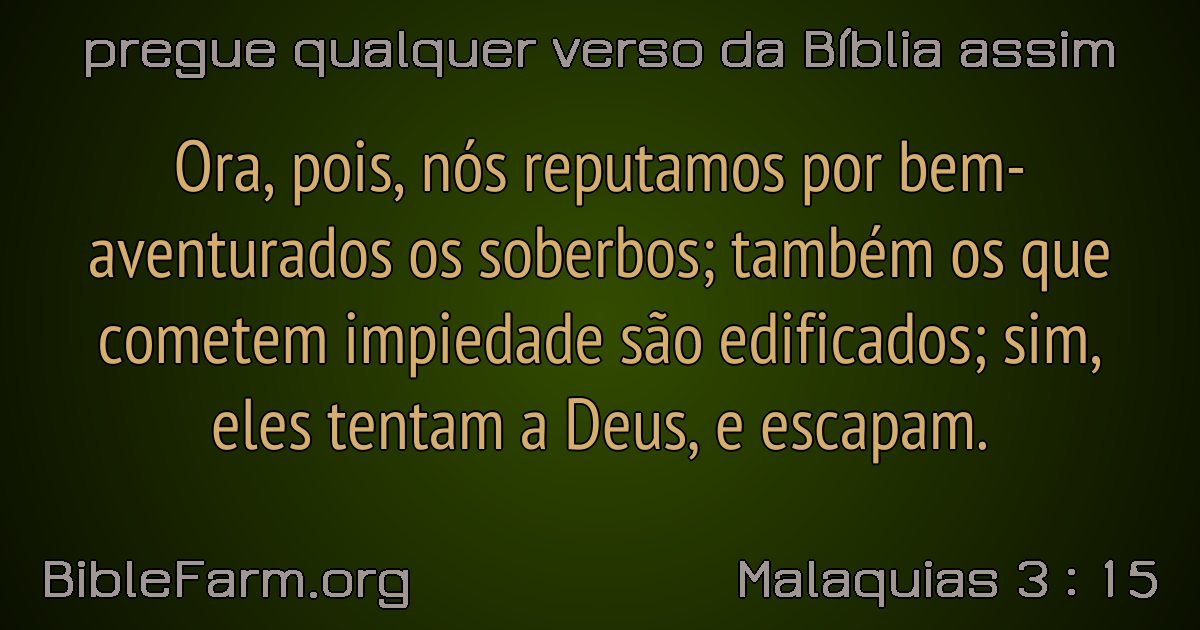 pregue qualquer verso da Bíblia assim
Ora, pois, nós reputamos por bem-
aventurados os soberbos; também os que
cometem impiedade são edificados; sim,
eles tentam a Deus, e escapam.
BibleFarm.org
Malaquias 3 : 15